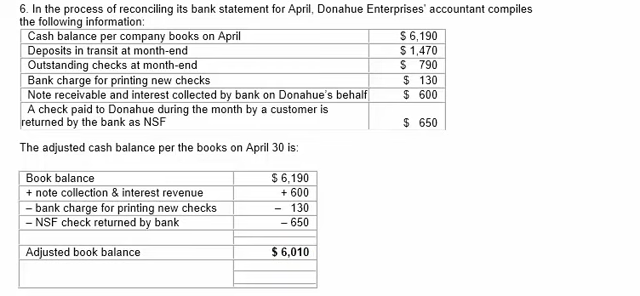 6. In the process of reconciling its bank statement for April, Donahue Enterprises' accountant compiles
the following information:
Cash balance per company books on April $ 6,190
Deposits in transit at month-end $ 1,470
Outstanding checks at month-end $ 790
Bank charge for printing new checks $ 130
Note receivable and interest collected by bank on Donahue's behalf $ 600
A check paid to Donahue during the month by a customer is
returned by the bank as NSF $ 650
The adjusted cash balance per the books on April 30 is:
Book balance $ 6,190
+ note collection & interest revenue + 600
– bank charge for printing new checks – 130
– NSF check returned by bank – 650
Adjusted book balance $ 6,010